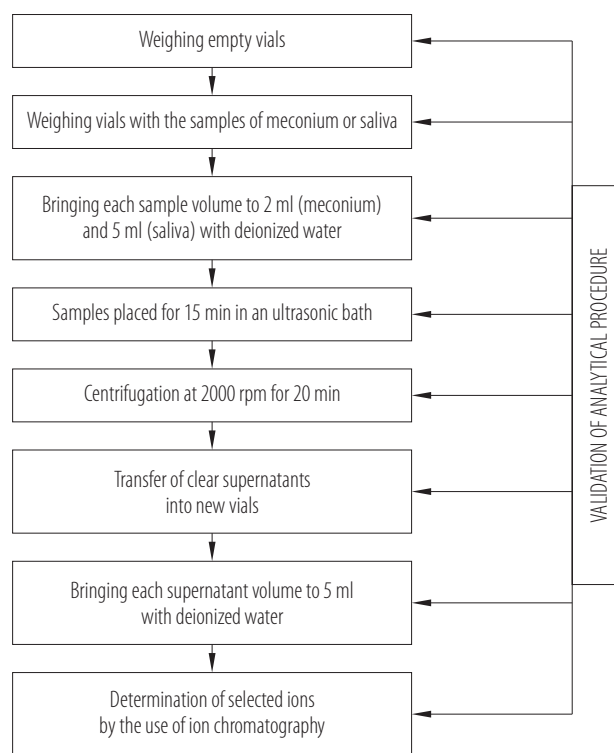 Weighing empty vials
Weighing vials with the samples of meconium or saliva
Bringing each sample volume to 2 ml (meconium)
and 5 ml (saliva) with deionized water
Samples placed for 15 min in an ultrasonic bath
Centrifugation at 2000 rpm for 20 min
Transfer of clear supernatants
into new vials
Bringing each supernatant volume to 5 ml
with deionized water
Determination of selected ions
by the use of ion chromatography
VALIDATION OF ANALYTICAL PROCEDURE